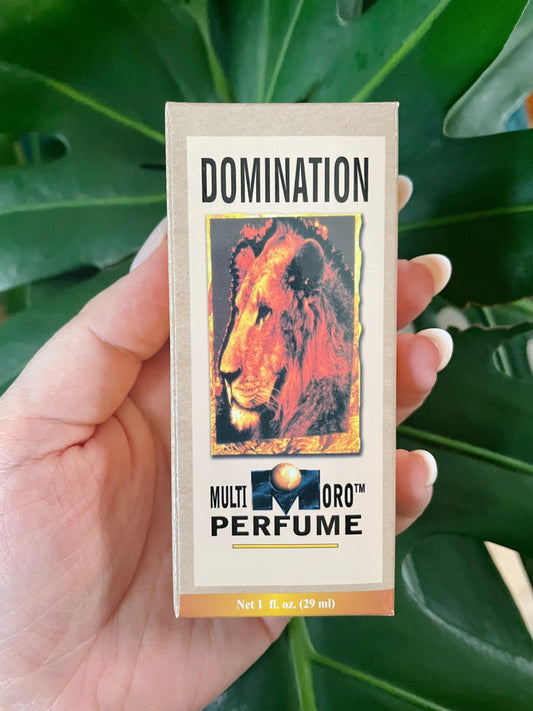 DOMINATION
MULTI M ORO™
PERFUME
Net 1 fl. oz. (29 ml)